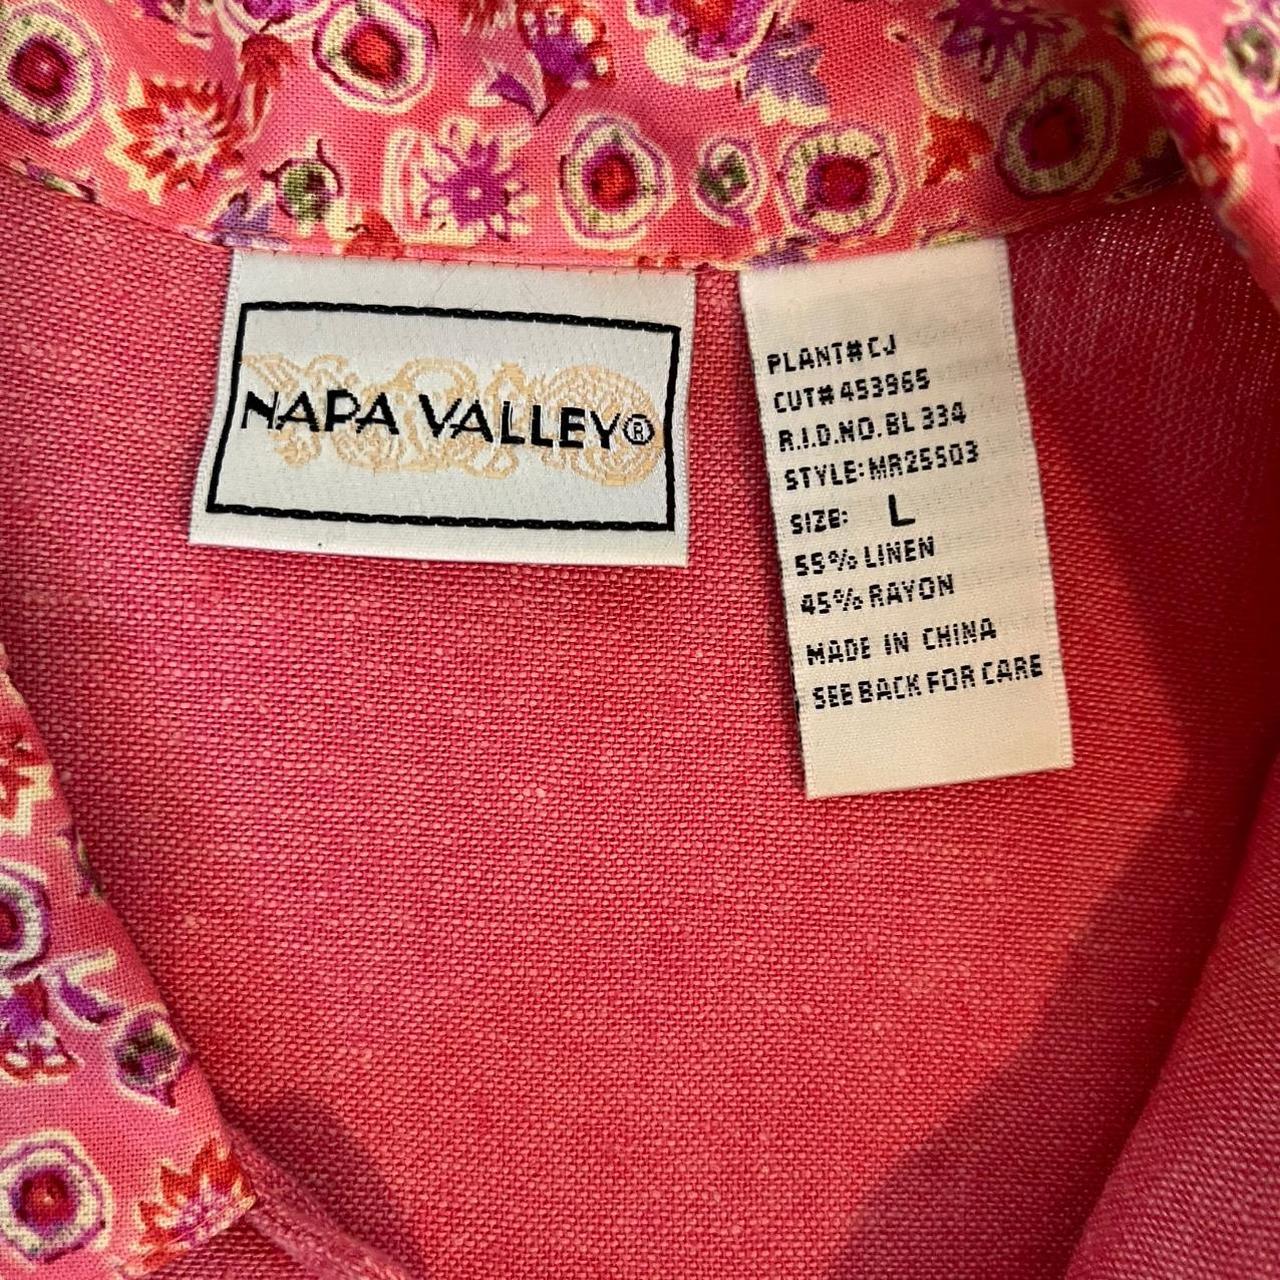 NAPA VALLEY®
PLANT# CJ
CUT# 453965
R.I.D.NO. BL 334
STYLE: MR25503
SIZE: L
55% LINEN
45% RAYON
MADE IN CHINA
SEE BACK FOR CARE